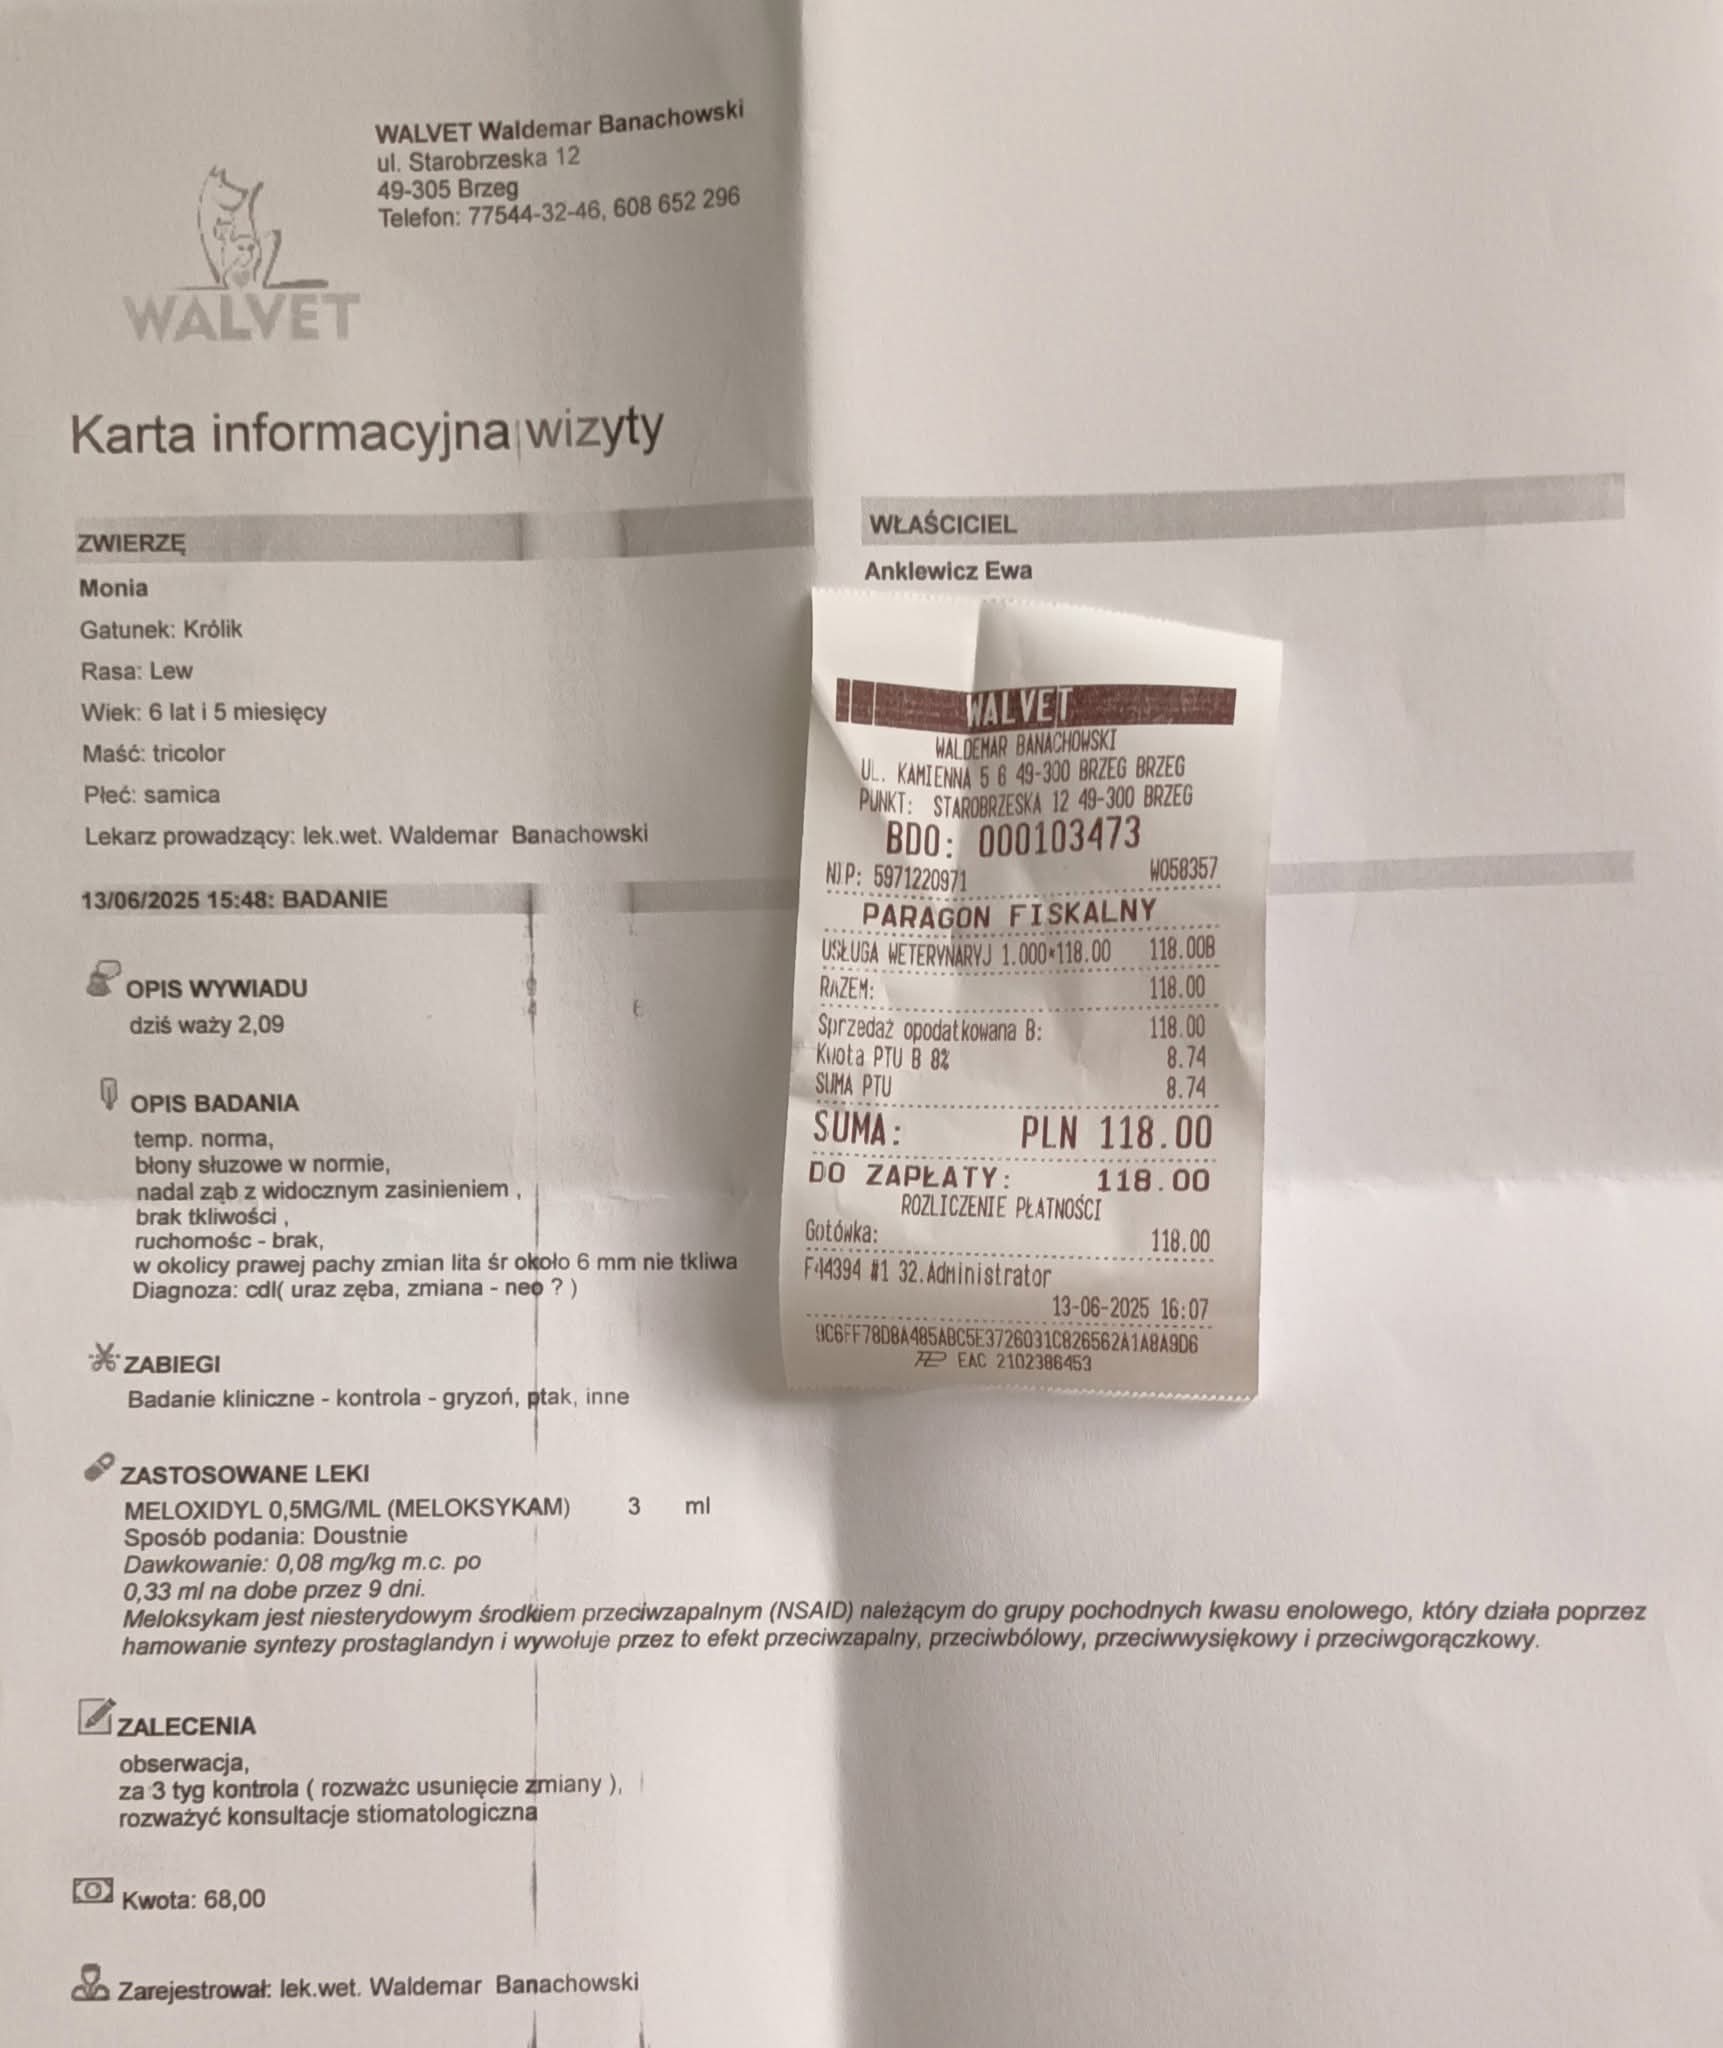 WALVET Waldemar Banachowski
ul. Starobrzeska 12
49-305 Brzeg
Telefon: 77544-32-46, 608 652 296
WALVET
Karta informacyjna wizyty
ZWIERZĘ
Monia
Gatunek: Królik
Rasa: Lew
Wiek: 6 lat i 5 miesięcy
Maść: tricolor
Płeć: samica
Lekarz prowadzący: lek.wet. Waldemar Banachowski
WŁAŚCICIEL
Anklewicz Ewa
13/06/2025 15:48: BADANIE
OPIS WYWIADU
dziś waży 2,09
OPIS BADANIA
temp. norma,
błony słuzowe w normie,
nadal ząb z widocznym zasinieniem ,
brak tkliwości ,
ruchomośc - brak,
w okolicy prawej pachy zmian lita śr około 6 mm nie tkliwa
Diagnoza: cdl( uraz zęba, zmiana - neo ? )
ZABIEGI
Badanie kliniczne - kontrola - gryzoń, ptak, inne
ZASTOSOWANE LEKI
MELOXIDYL 0,5MG/ML (MELOKSYKAM) 3 ml
Sposób podania: Doustnie
Dawkowanie: 0,08 mg/kg m.c. po
0,33 ml na dobe przez 9 dni.
Meloksykam jest niesterydowym środkiem przeciwzapalnym (NSAID) należącym do grupy pochodnych kwasu enolowego, który działa poprzez
hamowanie syntezy prostaglandyn i wywołuje przez to efekt przeciwzapalny, przeciwbólowy, przeciwwysiękowy i przeciwgorączkowy.
ZALECENIA
obserwacja,
za 3 tyg kontrola ( rozważc usunięcie zmiany ),
rozważyć konsultacje stiomatologiczna
Kwota: 68,00
Zarejestrował: lek.wet. Waldemar Banachowski
WALVET
WALDEMAR BANACHOWSKI
UL. KAMIENNA 5 6 49-300 BRZEG BRZEG
PUNKT: STAROBRZESKA 12 49-300 BRZEG
BDO: 000103473
NIP: 5971220971 W058357
PARAGON FISKALNY
USŁUGA WETERYNARYJ 1.000*118.00 118.00B
RAZEM: 118.00
Sprzedaż opodatkowana B: 118.00
Kwota PTU B 8% 8.74
SUMA PTU 8.74
SUMA: PLN 118.00
DO ZAPŁATY: 118.00
ROZLICZENIE PŁATNOŚCI
Gotówka: 118.00
F44394 #1 32.Administrator
13-06-2025 16:07
9C6FF78D8A485ABC5E3726031C826562A1A8A9D6
EAC 2102386453